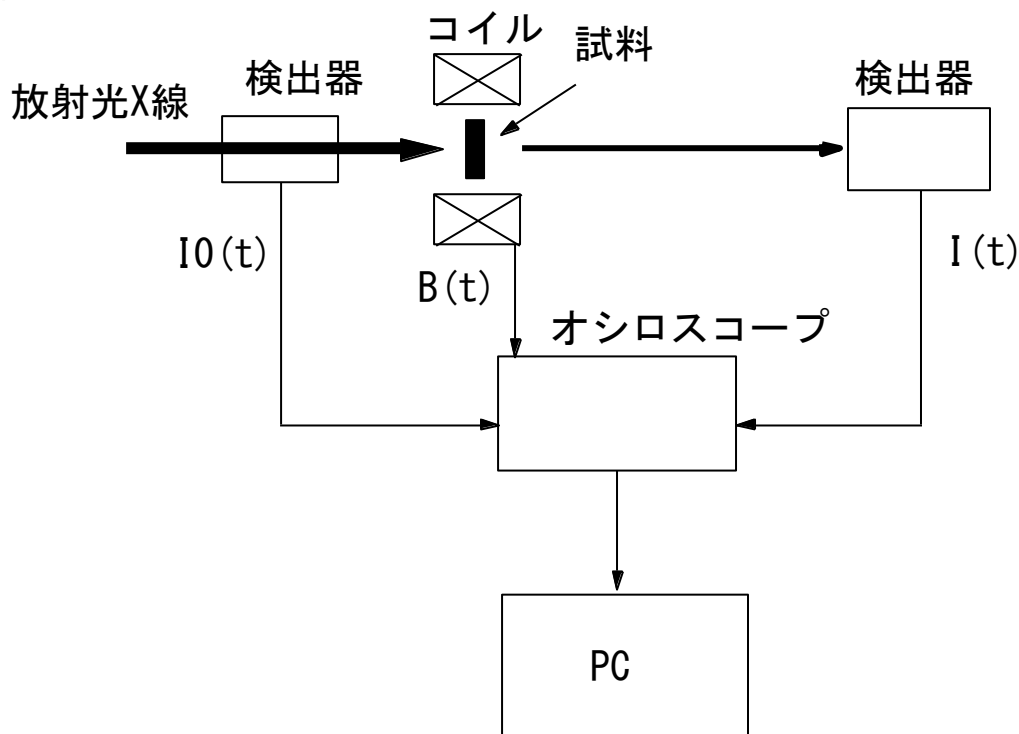 コイル
試料
検出器
検出器
放射光X線
I0(t)
I(t)
B(t)
オシロスコープ
PC